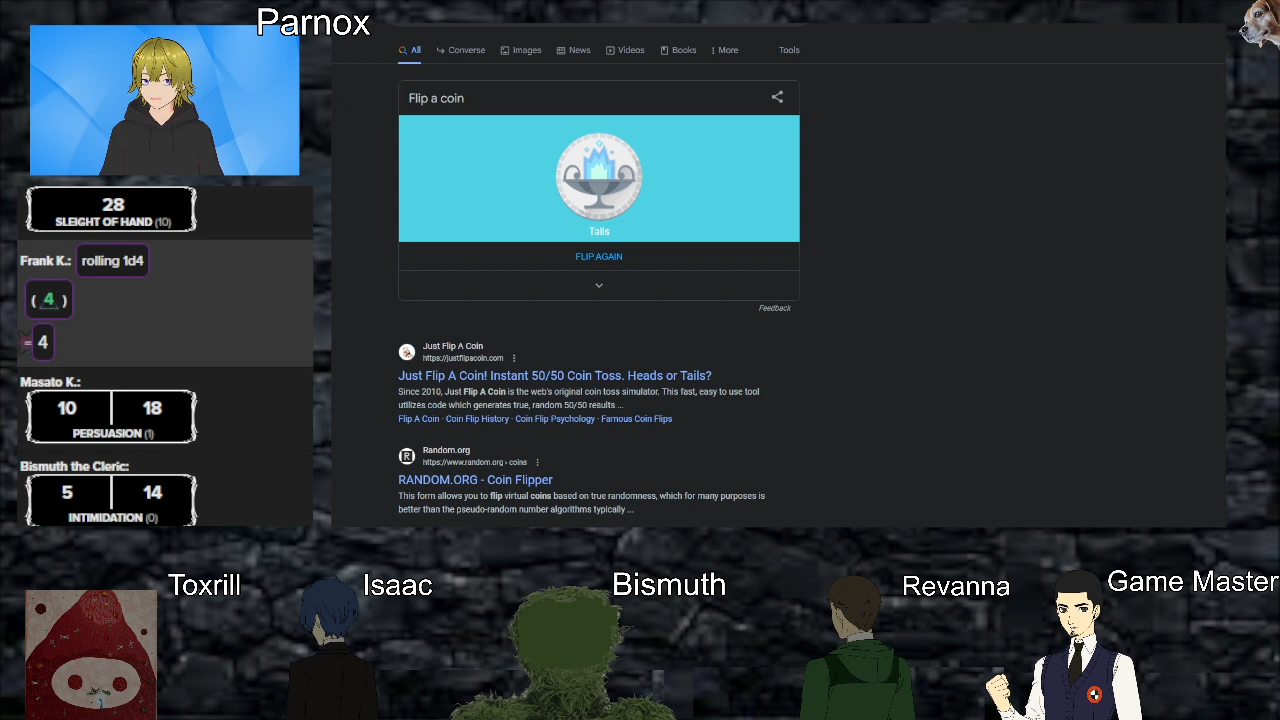 Parnox
All
Converse
Images
News
Videos
Books
More
Tools
Flip a coin
Tails
FLIP AGAIN
Feedback
Just Flip A Coin
https://justflipacoin.com
Just Flip A Coin! Instant 50/50 Coin Toss. Heads or Tails?
Since 2010, Just Flip A Coin is the web's original coin toss simulator. This fast, easy to use tool
utilizes code which generates true, random 50/50 results ...
Flip A Coin · Coin Flip History · Coin Flip Psychology · Famous Coin Flips
Random.org
https://www.random.org › coins
RANDOM.ORG - Coin Flipper
This form allows you to flip virtual coins based on true randomness, which for many purposes is
better than the pseudo-random number algorithms typically ...
28
SLEIGHT OF HAND (10)
Frank K.: rolling 1d4
( 4 )
= 4
Masato K.:
10 18
PERSUASION (1)
Bismuth the Cleric:
5 14
INTIMIDATION (0)
Toxrill
Isaac
Bismuth
Revanna
Game Master